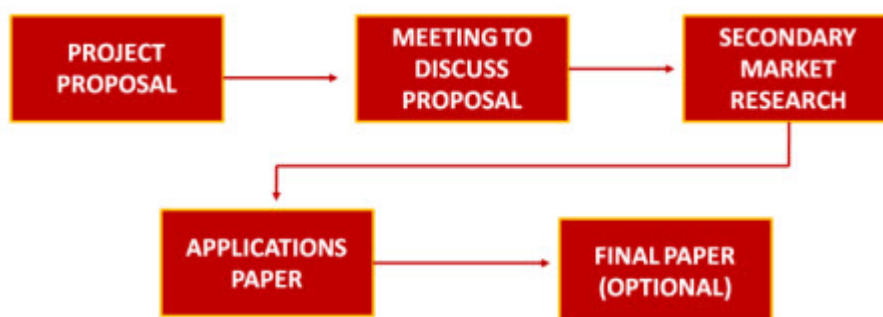 PROJECT
PROPOSAL
MEETING TO
DISCUSS
PROPOSAL
SECONDARY
MARKET
RESEARCH
APPLICATIONS
PAPER
FINAL PAPER
(OPTIONAL)